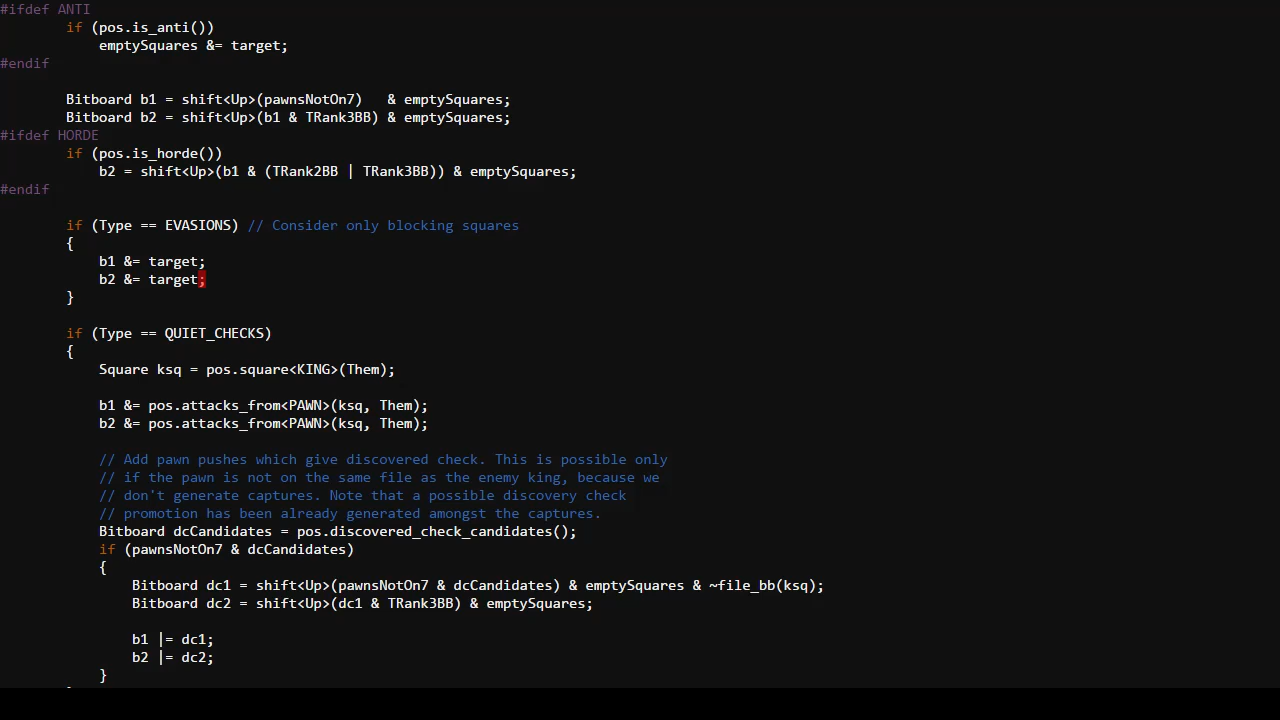 #ifdef ANTI
        if (pos.is_anti())
            emptySquares &= target;
#endif

        Bitboard b1 = shift<Up>(pawnsNotOn7)   & emptySquares;
        Bitboard b2 = shift<Up>(b1 & TRank3BB) & emptySquares;
#ifdef HORDE
        if (pos.is_horde())
            b2 = shift<Up>(b1 & (TRank2BB | TRank3BB)) & emptySquares;
#endif

        if (Type == EVASIONS) // Consider only blocking squares
        {
            b1 &= target;
            b2 &= target;
        }

        if (Type == QUIET_CHECKS)
        {
            Square ksq = pos.square<KING>(Them);

            b1 &= pos.attacks_from<PAWN>(ksq, Them);
            b2 &= pos.attacks_from<PAWN>(ksq, Them);

            // Add pawn pushes which give discovered check. This is possible only
            // if the pawn is not on the same file as the enemy king, because we
            // don't generate captures. Note that a possible discovery check
            // promotion has been already generated amongst the captures.
            Bitboard dcCandidates = pos.discovered_check_candidates();
            if (pawnsNotOn7 & dcCandidates)
            {
                Bitboard dc1 = shift<Up>(pawnsNotOn7 & dcCandidates) & emptySquares & ~file_bb(ksq);
                Bitboard dc2 = shift<Up>(dc1 & TRank3BB) & emptySquares;

                b1 |= dc1;
                b2 |= dc2;
            }